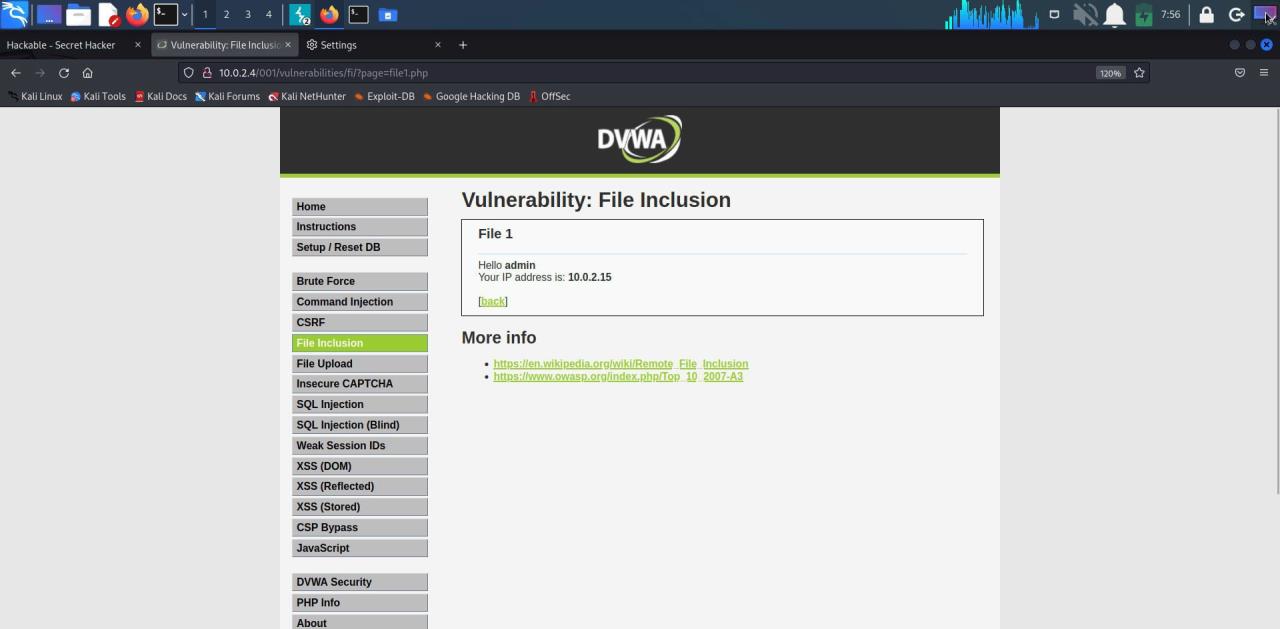 1 2 3 4 7:56
Hackable - Secret Hacker × Vulnerability: File Inclusio × Settings × +
10.0.2.4/001/vulnerabilities/fi/?page=file1.php 120%
Kali Linux Kali Tools Kali Docs Kali Forums Kali NetHunter Exploit-DB Google Hacking DB OffSec
DVWA
Home
Instructions
Setup / Reset DB
Brute Force
Command Injection
CSRF
File Inclusion
File Upload
Insecure CAPTCHA
SQL Injection
SQL Injection (Blind)
Weak Session IDs
XSS (DOM)
XSS (Reflected)
XSS (Stored)
CSP Bypass
JavaScript
DVWA Security
PHP Info
About
Vulnerability: File Inclusion
File 1
Hello admin
Your IP address is: 10.0.2.15
[back]
More info
• https://en.wikipedia.org/wiki/Remote_File_Inclusion
• https://www.owasp.org/index.php/Top_10_2007-A3